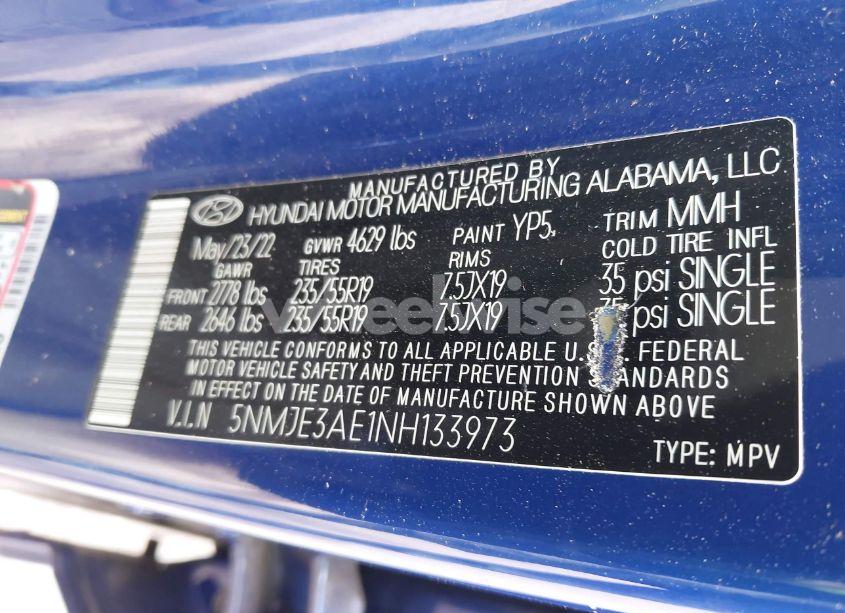 MANUFACTURED BY
HYUNDAI MOTOR MANUFACTURING ALABAMA, LLC
May/23/22 GVWR 4629 lbs PAINT YP5, TRIM MMH
GAWR TIRES RIMS COLD TIRE INFL
FRONT 2778 lbs 235/55R19 7.5JX19 35 psi SINGLE
REAR 2646 lbs 235/55R19 7.5JX19 psi SINGLE
THIS VEHICLE CONFORMS TO ALL APPLICABLE U.S. FEDERAL
MOTOR VEHICLE SAFETY AND THEFT PREVENTION STANDARDS
IN EFFECT ON THE DATE OF MANUFACTURE SHOWN ABOVE
V.I.N 5NMJE3AE1NH133973
TYPE: MPV